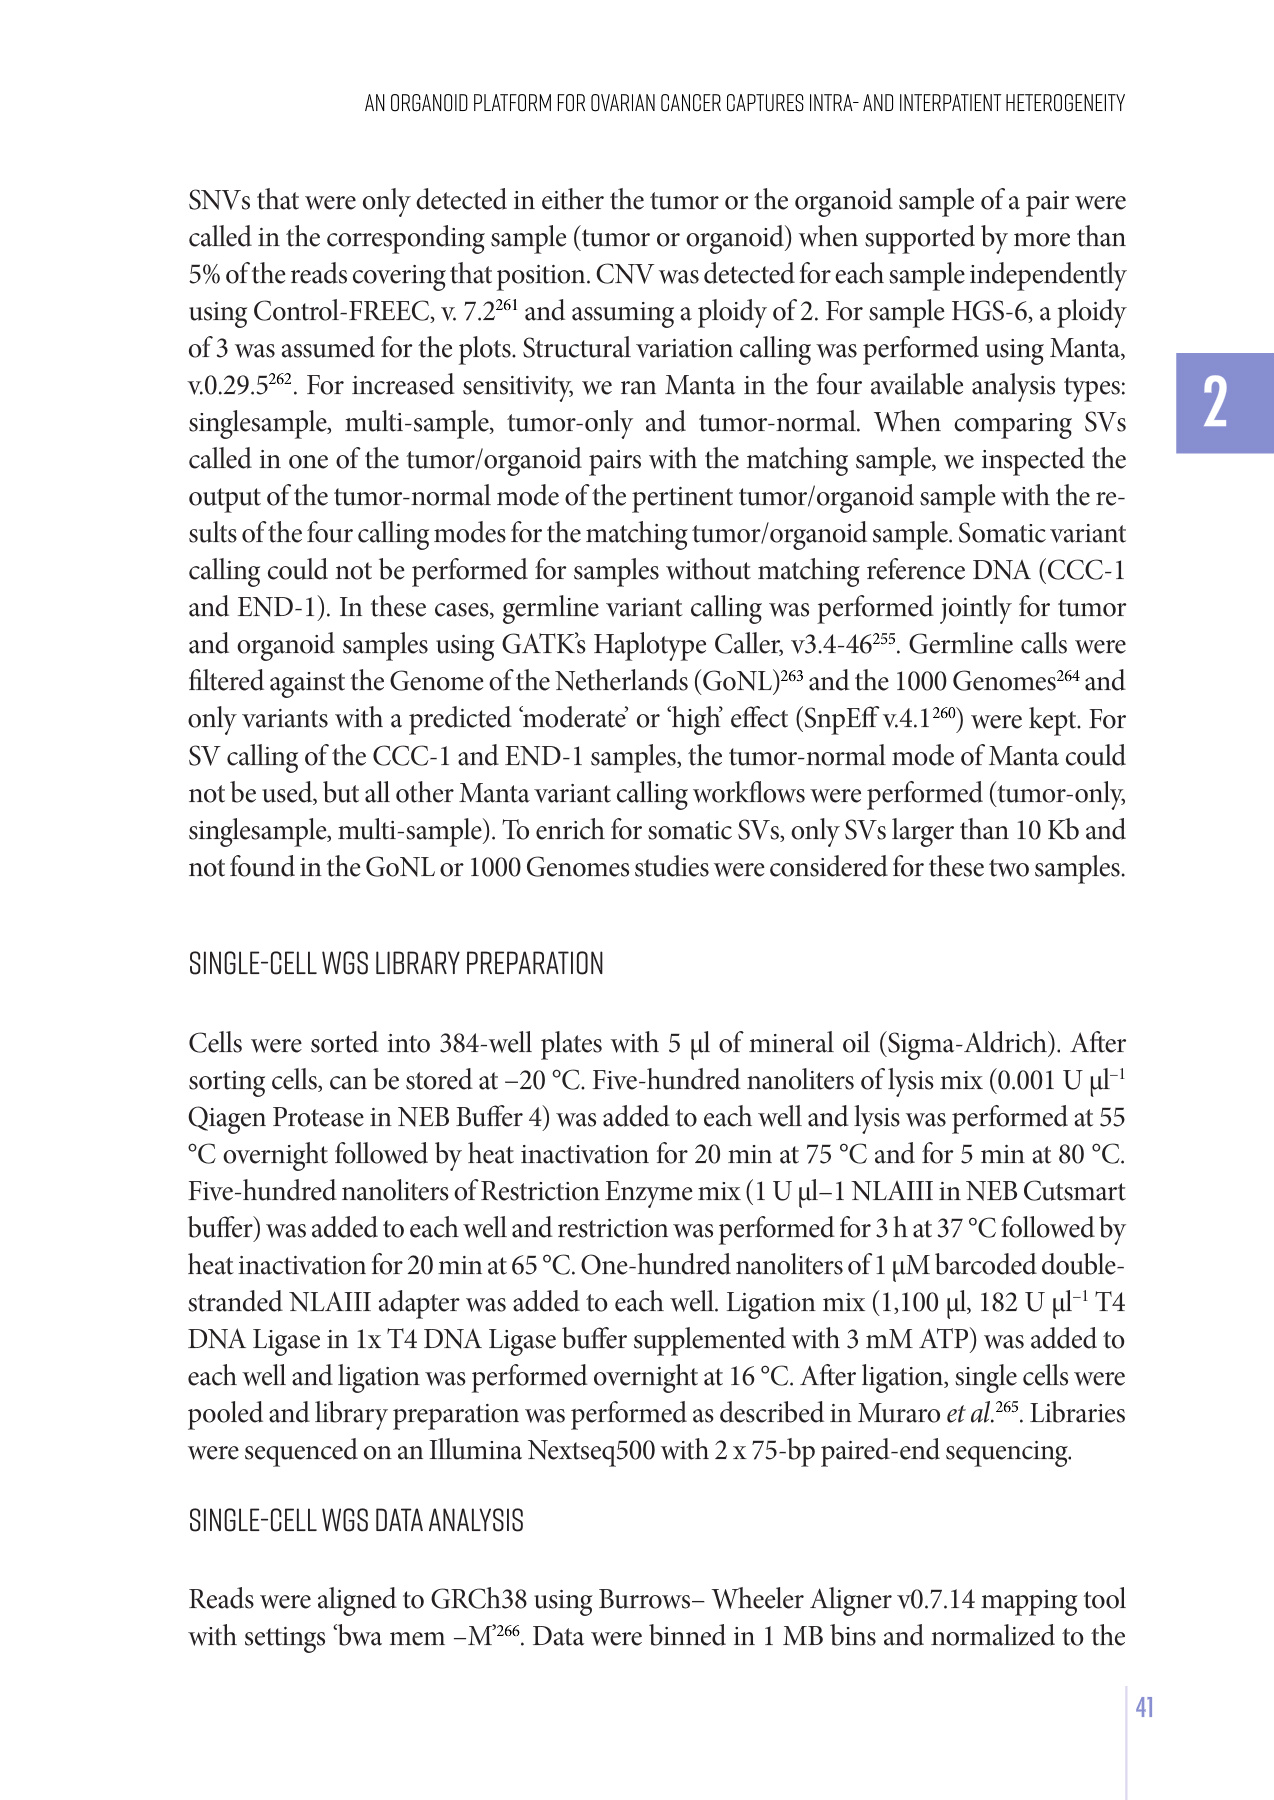 AN ORGANOID PLATFORM FOR OVARIAN CANCER CAPTURES INTRA- AND INTERPATIENT HETEROGENEITY
SNVs that were only detected in either the tumor or the organoid sample of a pair were
called in the corresponding sample (tumor or organoid) when supported by more than
5% of the reads covering that position. CNV was detected for each sample independently
using Control-FREEC, v. 7.2²⁶¹ and assuming a ploidy of 2. For sample HGS-6, a ploidy
of 3 was assumed for the plots. Structural variation calling was performed using Manta,
v.0.29.5²⁶². For increased sensitivity, we ran Manta in the four available analysis types:
singlesample, multi-sample, tumor-only and tumor-normal. When comparing SVs
called in one of the tumor/organoid pairs with the matching sample, we inspected the
output of the tumor-normal mode of the pertinent tumor/organoid sample with the re-
sults of the four calling modes for the matching tumor/organoid sample. Somatic variant
calling could not be performed for samples without matching reference DNA (CCC-1
and END-1). In these cases, germline variant calling was performed jointly for tumor
and organoid samples using GATK’s Haplotype Caller, v3.4-46²⁵⁵. Germline calls were
filtered against the Genome of the Netherlands (GoNL)²⁶³ and the 1000 Genomes²⁶⁴ and
only variants with a predicted ‘moderate’ or ‘high’ effect (SnpEff v.4.1²⁶⁰) were kept. For
SV calling of the CCC-1 and END-1 samples, the tumor-normal mode of Manta could
not be used, but all other Manta variant calling workflows were performed (tumor-only,
singlesample, multi-sample). To enrich for somatic SVs, only SVs larger than 10 Kb and
not found in the GoNL or 1000 Genomes studies were considered for these two samples.
2
SINGLE-CELL WGS LIBRARY PREPARATION
Cells were sorted into 384-well plates with 5 µl of mineral oil (Sigma-Aldrich). After
sorting cells, can be stored at –20 °C. Five-hundred nanoliters of lysis mix (0.001 U µl⁻¹
Qiagen Protease in NEB Buffer 4) was added to each well and lysis was performed at 55
°C overnight followed by heat inactivation for 20 min at 75 °C and for 5 min at 80 °C.
Five-hundred nanoliters of Restriction Enzyme mix (1 U µl–1 NLAIII in NEB Cutsmart
buffer) was added to each well and restriction was performed for 3 h at 37 °C followed by
heat inactivation for 20 min at 65 °C. One-hundred nanoliters of 1 µM barcoded double-
stranded NLAIII adapter was added to each well. Ligation mix (1,100 µl, 182 U µl⁻¹ T4
DNA Ligase in 1x T4 DNA Ligase buffer supplemented with 3 mM ATP) was added to
each well and ligation was performed overnight at 16 °C. After ligation, single cells were
pooled and library preparation was performed as described in Muraro et al.²⁶⁵. Libraries
were sequenced on an Illumina Nextseq500 with 2 x 75-bp paired-end sequencing.
SINGLE-CELL WGS DATA ANALYSIS
Reads were aligned to GRCh38 using Burrows– Wheeler Aligner v0.7.14 mapping tool
with settings ‘bwa mem –M’²⁶⁶. Data were binned in 1 MB bins and normalized to the
41